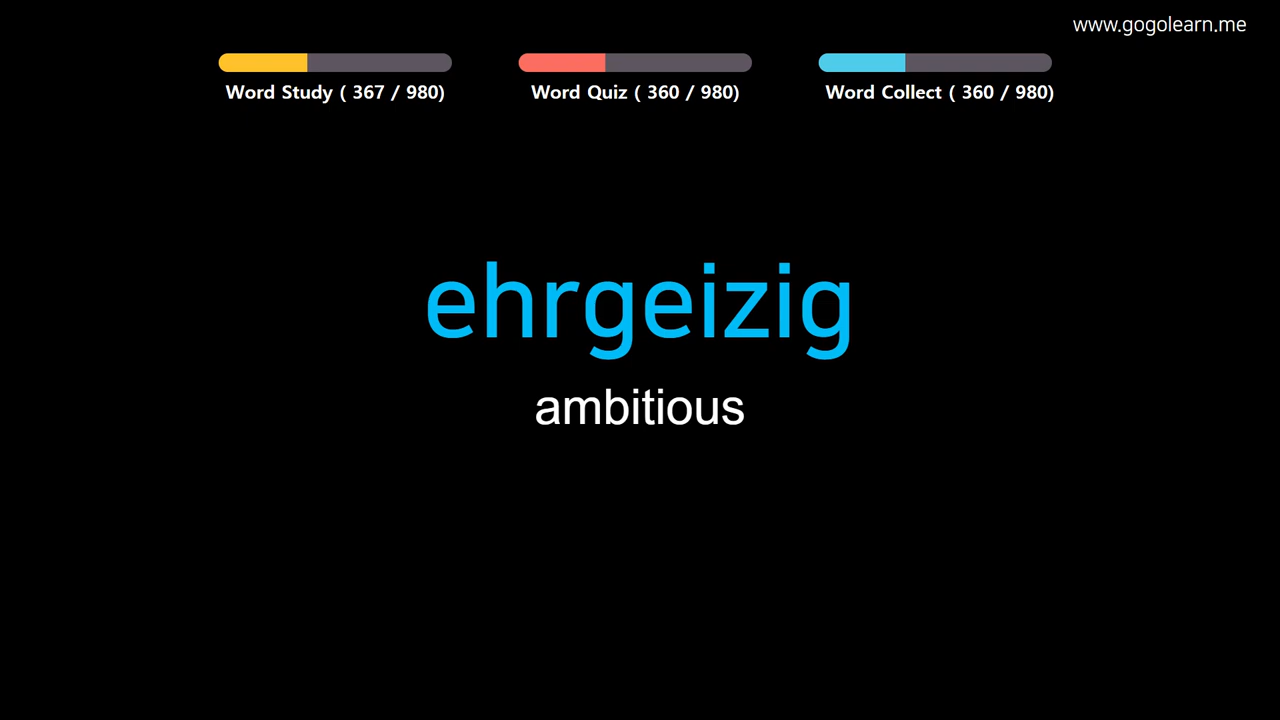 www.gogolearn.me
Word Study ( 367 / 980)
Word Quiz ( 360 / 980)
Word Collect ( 360 / 980)
ehrgeizig
ambitious